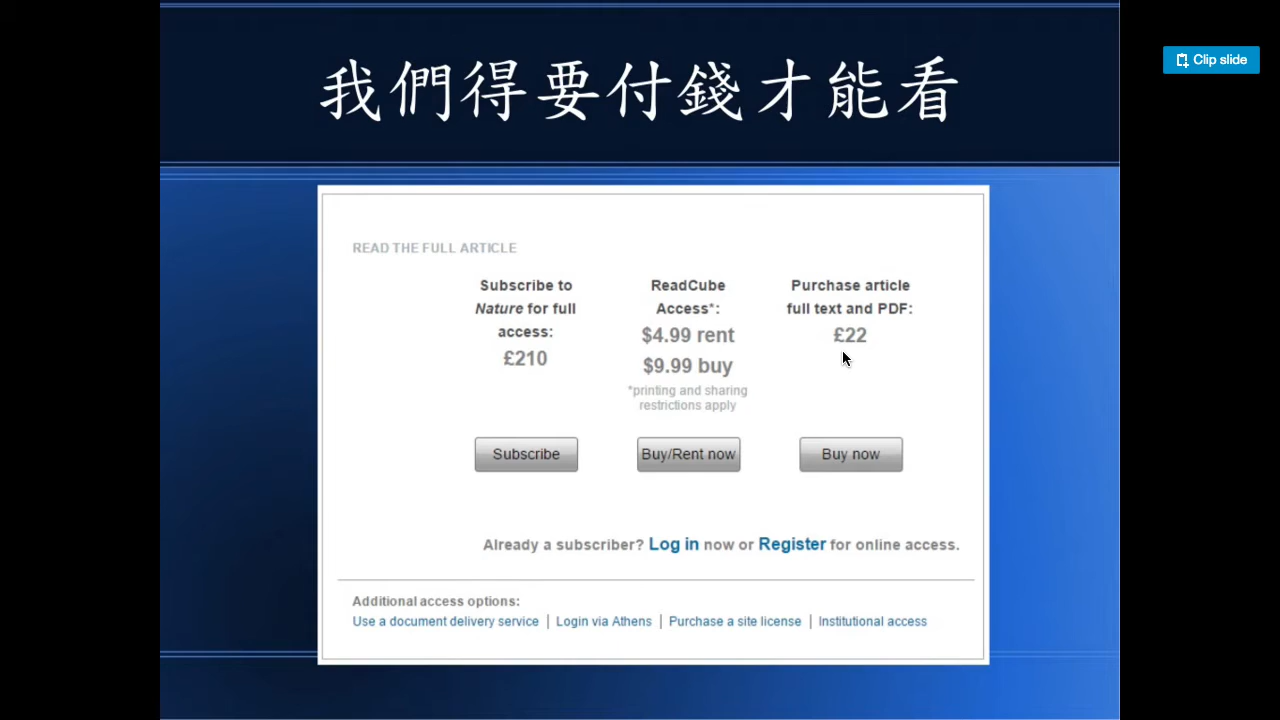 Clip slide
我們得要付錢才能看
READ THE FULL ARTICLE
Subscribe to
Nature for full
access:
£210
Subscribe
ReadCube
Access*:
$4.99 rent
$9.99 buy
*printing and sharing
restrictions apply
Buy/Rent now
Purchase article
full text and PDF:
£22
Buy now
Already a subscriber? Log in now or Register for online access.
Additional access options:
Use a document delivery service | Login via Athens | Purchase a site license | Institutional access